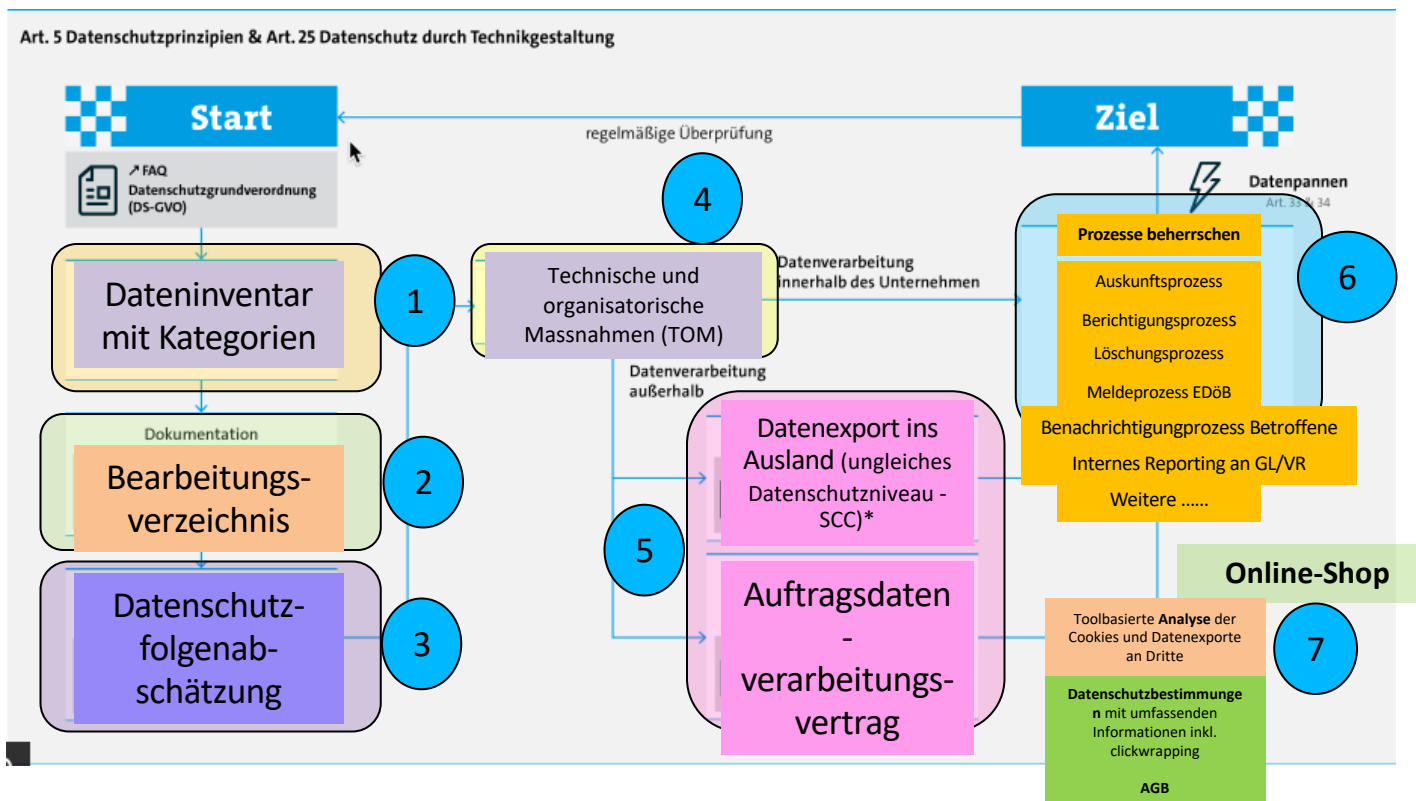 Art. 5 Datenschutzprinzipien & Art. 25 Datenschutz durch Technikgestaltung
Start
Ziel
regelmäßige Überprüfung
↗ FAQ
Datenschutzgrundverordnung
(DS-GVO)
Datenpannen
Art. 33 & 34
Dateninventar
mit Kategorien
1
Dokumentation
Bearbeitungs-
verzeichnis
2
Datenschutz-
folgenab-
schätzung
3
4
Technische und
organisatorische
Massnahmen (TOM)
Datenverarbeitung
innerhalb des Unternehmen
Datenverarbeitung
außerhalb
5
Datenexport ins
Ausland (ungleiches
Datenschutzniveau -
SCC)*
Auftragsdaten
-
verarbeitungs-
vertrag
Prozesse beherrschen
Auskunftsprozess
Berichtigungsprozess
Löschungsprozess
Meldeprozess EDöB
Benachrichtigungprozess Betroffene
Internes Reporting an GL/VR
Weitere ......
6
Online-Shop
Toolbasierte Analyse der
Cookies und Datenexporte
an Dritte
7
Datenschutzbestimmunge
n mit umfassenden
Informationen inkl.
clickwrapping
AGB